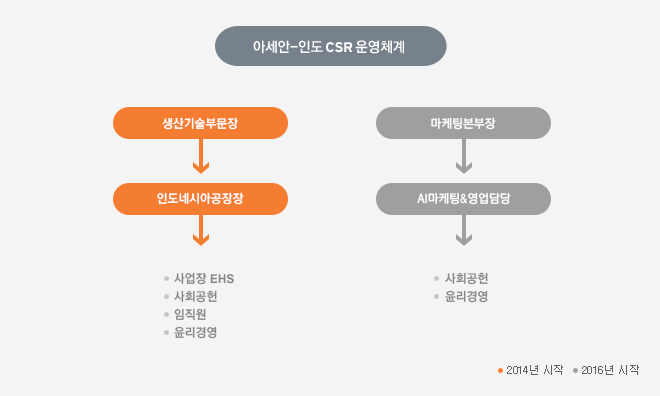 아세안-인도 CSR 운영체계
생산기술부문장
마케팅본부장
인도네시아공장장
AI마케팅&영업담당
사업장 EHS
사회공헌
임직원
윤리경영
사회공헌
윤리경영
2014년 시작
2016년 시작